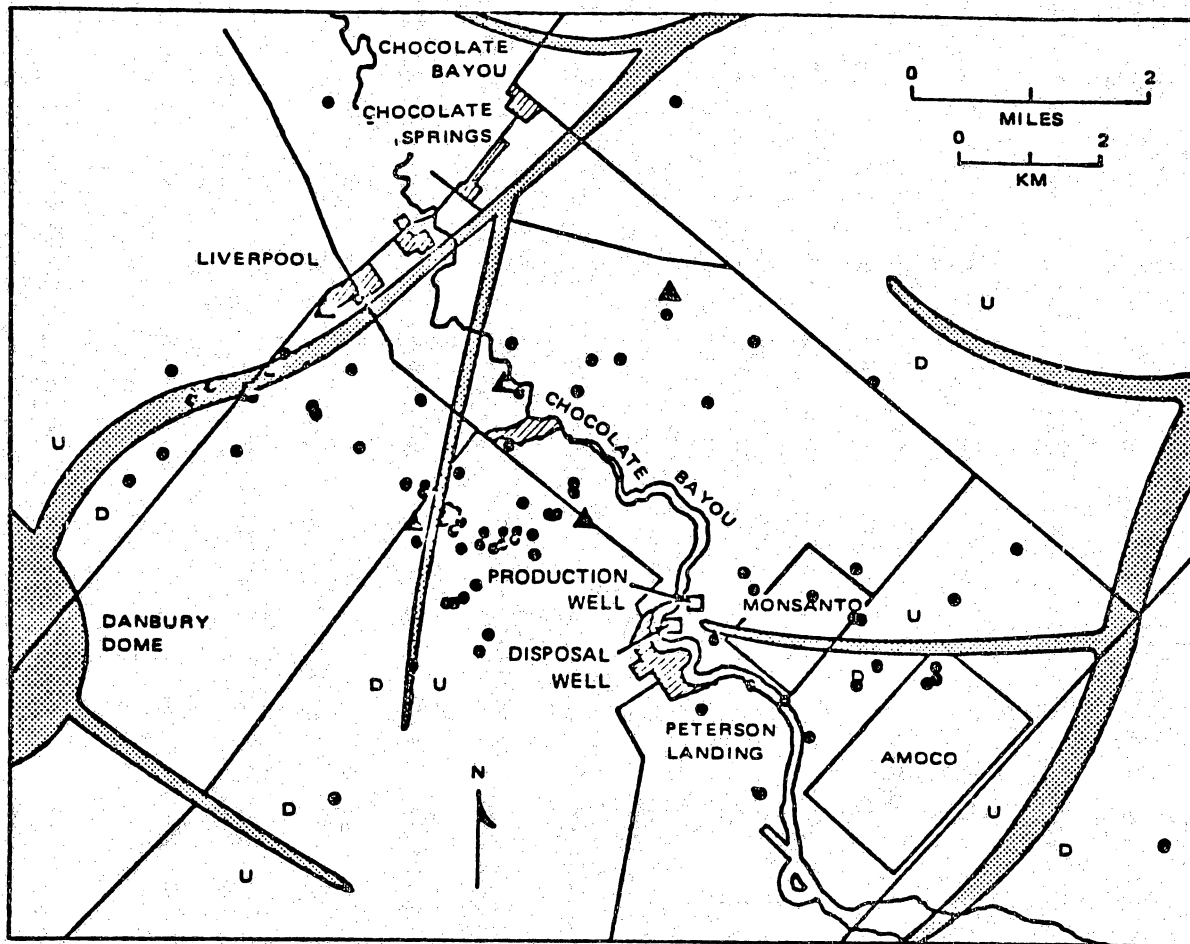 CHOCOLATE
BAYOU
CHOCOLATE
SPRINGS
0 2
MILES
0 2
KM
LIVERPOOL
U
D
U
D
CHOCOLATE BAYOU
PRODUCTION
WELL
MONSANTO
U
DANBURY
DOME
DISPOSAL
WELL
D U
D
PETERSON
LANDING
AMOCO
N
D
U
U
D